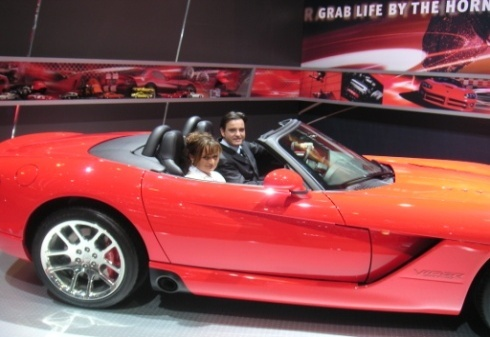 R GRAB LIFE BY THE HORN
VIPER